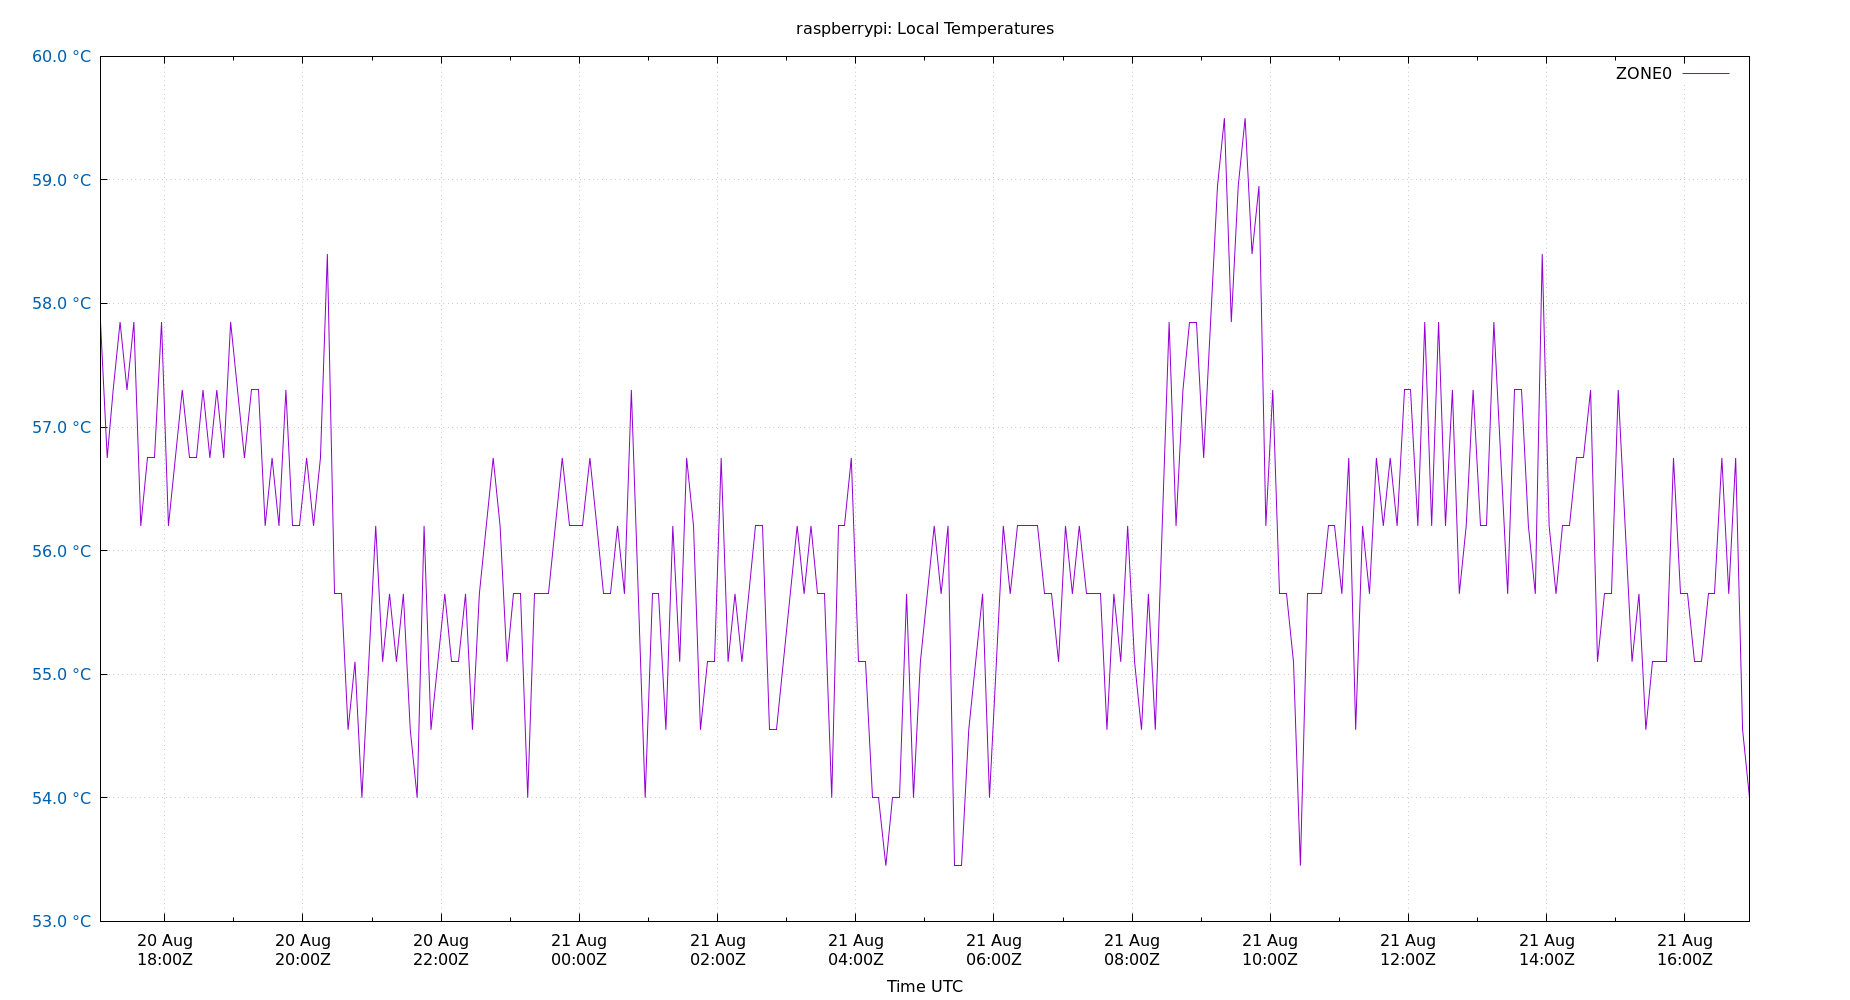 raspberrypi: Local Temperatures
60.0 °C
ZONE0
59.0 °C
58.0 °C
57.0 °C
56.0 °C
55.0 °C
54.0 °C
53.0 °C
20 Aug 20 Aug 20 Aug 21 Aug 21 Aug 21 Aug 21 Aug 21 Aug 21 Aug 21 Aug 21 Aug 21 Aug
18:00Z 20:00Z 22:00Z 00:00Z 02:00Z 04:00Z 06:00Z 08:00Z 10:00Z 12:00Z 14:00Z 16:00Z
Time UTC